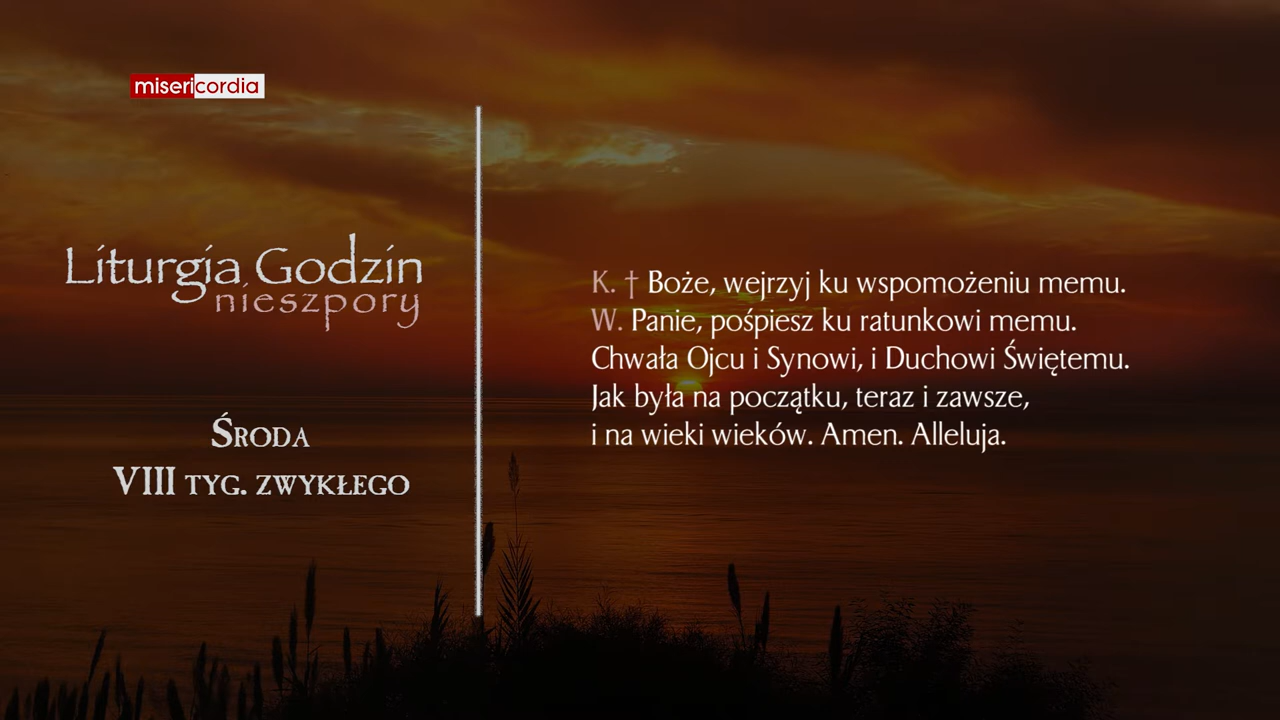 misericordia
Liturgia Godzin
nieszpory
Środa
VIII tyg. zwykłego
K. † Boże, wejrzyj ku wspomożeniu memu.
W. Panie, pośpiesz ku ratunkowi memu.
Chwała Ojcu i Synowi, i Duchowi Świętemu.
Jak była na początku, teraz i zawsze,
i na wieki wieków. Amen. Alleluja.